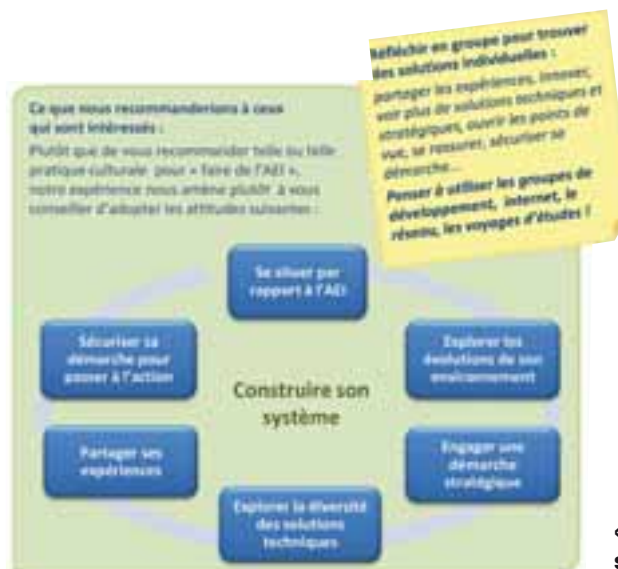 Réfléchir en groupe pour trouver
des solutions individuelles :
partager les expériences, innover,
voir plus de solutions techniques et
stratégiques, ouvrir les points de
vue, se rassurer, sécuriser sa
démarche...
Penser à utiliser les groupes de
développement, internet, le
réseau, les voyages d'études !
Ce que nous recommanderions à ceux
qui sont intéressés :
Plutôt que de vous recommander telle ou telle
pratique culturale pour « faire de l'AEI »,
notre expérience nous amène plutôt à vous
conseiller d'adopter les attitudes suivantes :
Se situer par
rapport à l'AEI
Explorer les
évolutions de son
environnement
Engager une
démarche
stratégique
Explorer la diversité
des solutions
techniques
Partager ses
expériences
Sécuriser sa
démarche pour
passer à l'action
Construire son
système